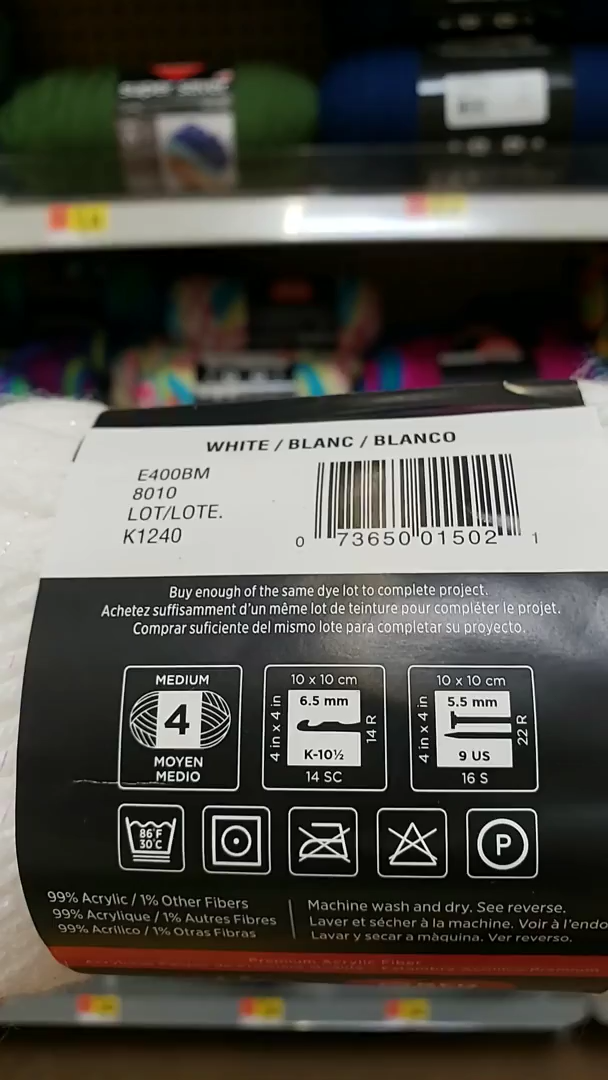 super saver
WHITE / BLANC / BLANCO
E400BM
8010
LOT/LOTE.
K1240
0 73650 01502 1
Buy enough of the same dye lot to complete project.
Achetez suffisamment d'un même lot de teinture pour compléter le projet.
Comprar suficiente del mismo lote para completar su proyecto.
MEDIUM
4
MOYEN
MEDIO
10 x 10 cm
4 in x 4 in
6.5 mm
K-10½
14 R
14 SC
10 x 10 cm
4 in x 4 in
5.5 mm
9 US
22 R
16 S
86°F
30°C
P
99% Acrylic / 1% Other Fibers
99% Acrylique / 1% Autres Fibres
99% Acrílico / 1% Otras Fibras
Machine wash and dry. See reverse.
Laver et sécher à la machine. Voir à l'endo
Lavar y secar a màquina. Ver reverso.
Premium Acrylic Fiber